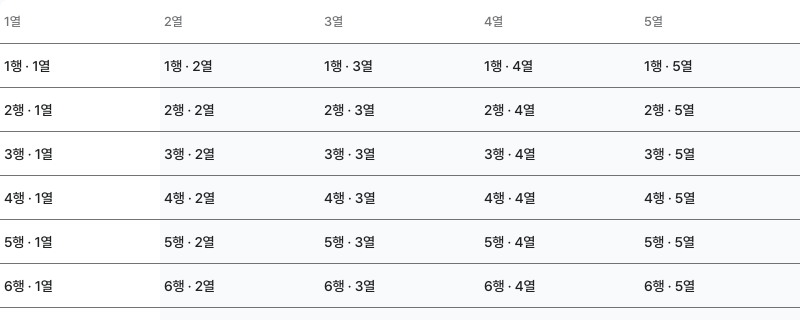 1열 2열 3열 4열 5열
1행 · 1열 1행 · 2열 1행 · 3열 1행 · 4열 1행 · 5열
2행 · 1열 2행 · 2열 2행 · 3열 2행 · 4열 2행 · 5열
3행 · 1열 3행 · 2열 3행 · 3열 3행 · 4열 3행 · 5열
4행 · 1열 4행 · 2열 4행 · 3열 4행 · 4열 4행 · 5열
5행 · 1열 5행 · 2열 5행 · 3열 5행 · 4열 5행 · 5열
6행 · 1열 6행 · 2열 6행 · 3열 6행 · 4열 6행 · 5열